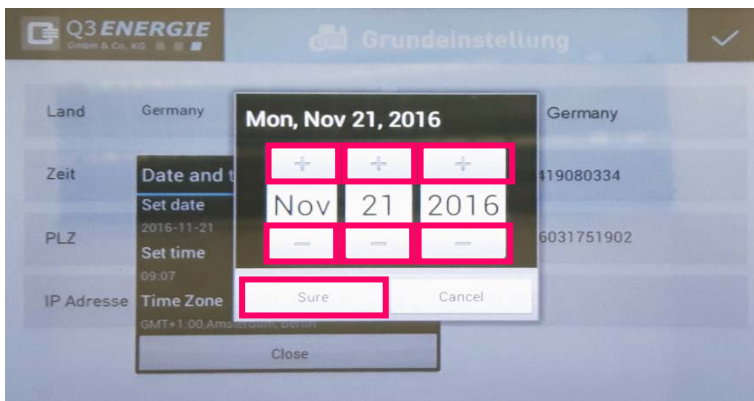 Q3 ENERGIE
GmbH & Co. KG
Grundeinstellung
Land
Germany
Germany
Mon, Nov 21, 2016
+ + +
Nov 21 2016
- - -
Sure
Cancel
Zeit
419080334
Date and t
Set date
2016-11-21
PLZ
6031751902
Set time
09:07
IP Adresse
Time Zone
GMT+1:00,Amsterdam, Berlin
Close